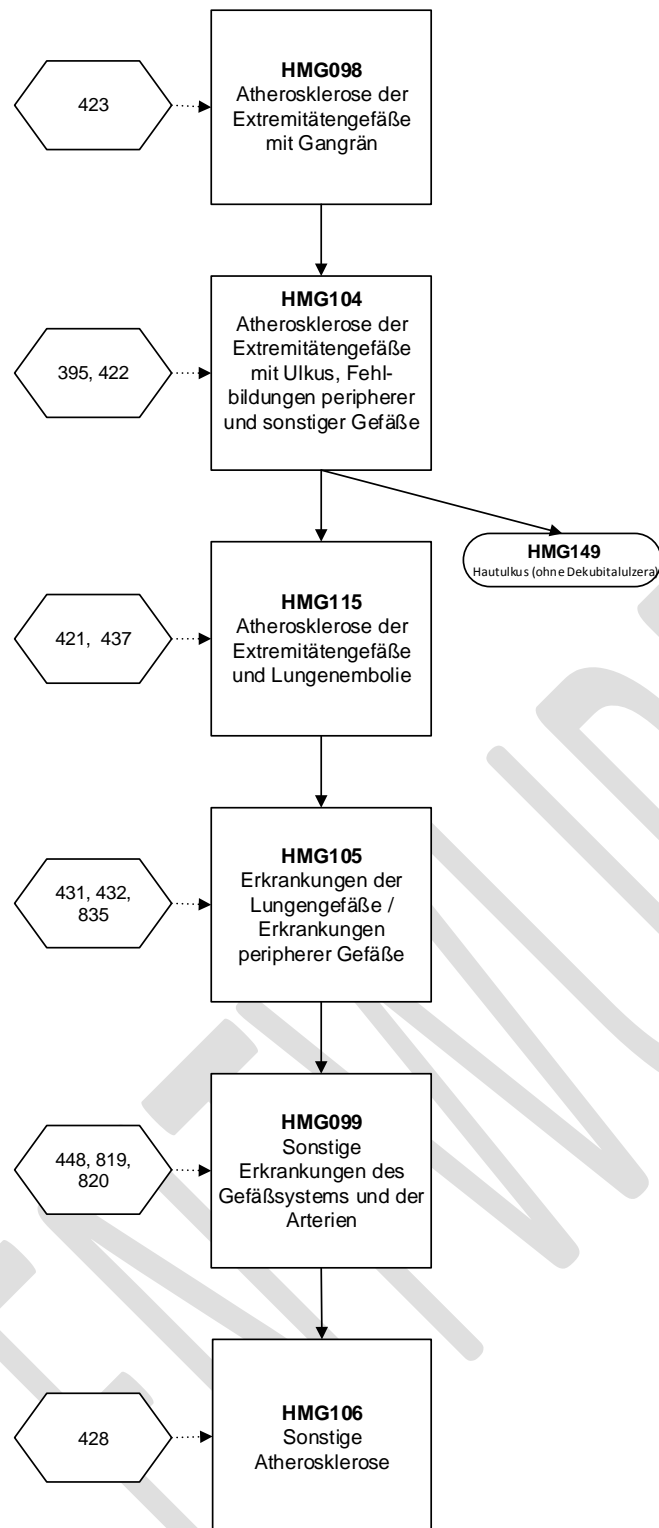 423
HMG098
Atherosklerose der
Extremitätengefäße
mit Gangrän
395, 422
HMG104
Atherosklerose der
Extremitätengefäße
mit Ulkus, Fehl-
bildungen peripherer
und sonstiger Gefäße
HMG149
Hautulkus (ohne Dekubitalulzera)
421, 437
HMG115
Atherosklerose der
Extremitätengefäße
und Lungenembolie
431, 432,
835
HMG105
Erkrankungen der
Lungengefäße /
Erkrankungen
peripherer Gefäße
448, 819,
820
HMG099
Sonstige
Erkrankungen des
Gefäßsystems und der
Arterien
428
HMG106
Sonstige
Atherosklerose